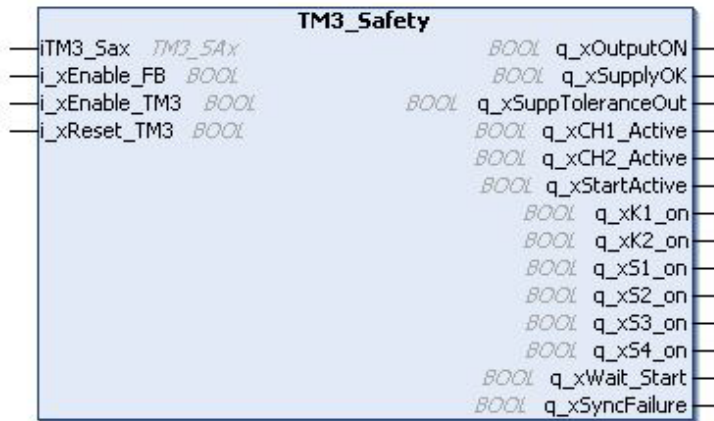 TM3_Safety
iTM3_Sax TM3_SAx BOOL q_xOutputON
i_xEnable_FB BOOL BOOL q_xSupplyOK
i_xEnable_TM3 BOOL BOOL q_xSuppToleranceOut
i_xReset_TM3 BOOL BOOL q_xCH1_Active
BOOL q_xCH2_Active
BOOL q_xStartActive
BOOL q_xK1_on
BOOL q_xK2_on
BOOL q_xS1_on
BOOL q_xS2_on
BOOL q_xS3_on
BOOL q_xS4_on
BOOL q_xWait_Start
BOOL q_xSyncFailure